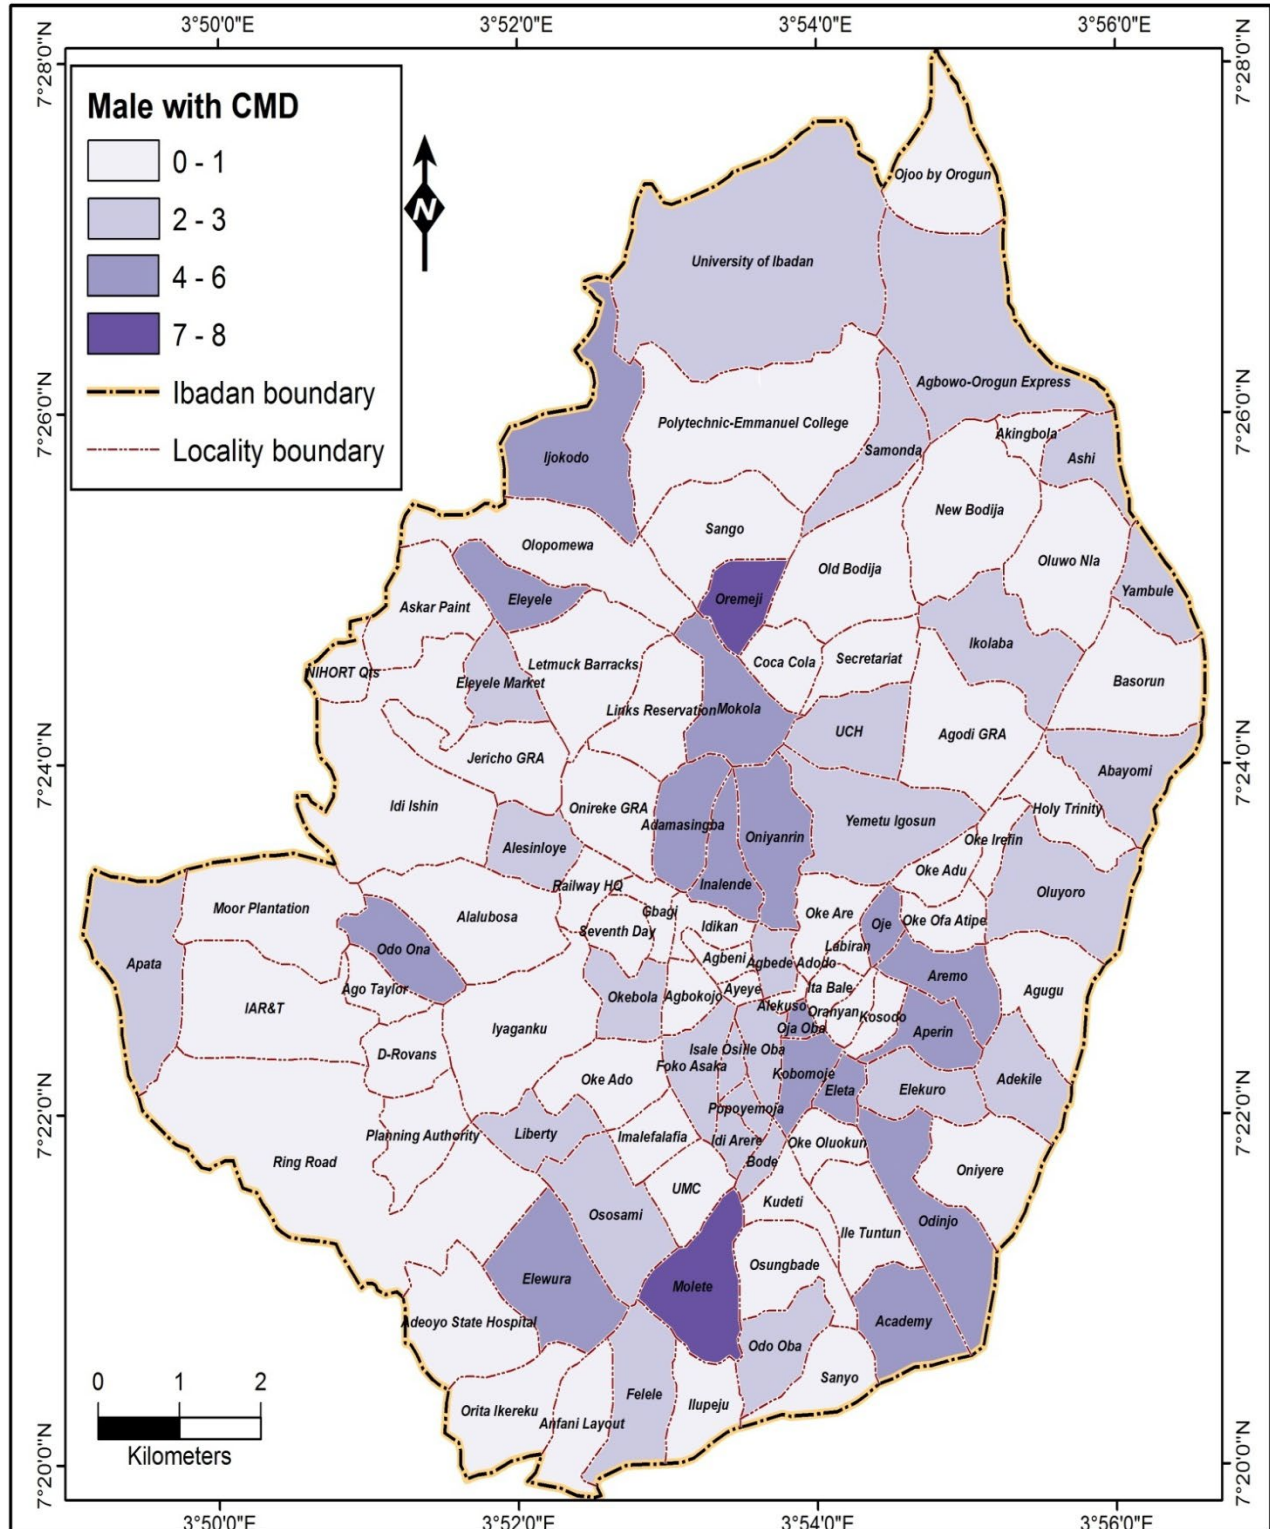 3°50'0"E 3°52'0"E 3°54'0"E 3°56'0"E
7°28'0"N
7°28'0"N
Male with CMD
0 - 1
2 - 3
4 - 6
7 - 8
Ibadan boundary
Locality boundary
N
Ojoo by Orogun
University of Ibadan
Agbowo-Orogun Express
7°26'0"N
7°26'0"N
Polytechnic-Emmanuel College
Akingbola
Samonda
Ashi
Ijokodo
New Bodija
Sango
Olopomewa
Oluwo Nla
Old Bodija
Yambule
Oremeji
Eleyele
Askar Paint
Ikolaba
Secretariat
Coca Cola
Letmuck Barracks
NIHORT Qts
Eleyele Market
Basorun
Links Reservation
Mokola
UCH
Agodi GRA
7°24'0"N
7°24'0"N
Jericho GRA
Abayomi
Idi Ishin
Onireke GRA
Holy Trinity
Adamasingba
Oniyanrin
Yemetu Igosun
Oke Irefin
Alesinloye
Oke Adu
Railway HQ
Inalende
Oluyoro
Moor Plantation
Alalubosa
Gbagi
Oke Are
Idikan
Oje
Oke Ofa Atipe
Seventh Day
Labiran
Odo Ona
Agbeni
Agbede Adodo
Apata
Aremo
Ago Taylor
Ayeye
Ita Bale
Agugu
Okebola
Agbokojo
IAR&T
Alekuso
Oranyan
Kosodo
Iyaganku
Oja Oba
Aperin
Isale Osi
Ile Oba
D-Rovans
Foko Asaka
Kobomoje
Oke Ado
Adekile
Eleta
Elekuro
Popoyemoja
7°22'0"N
7°22'0"N
Planning Authority
Liberty
Imalefalafia
Idi Arere
Oke Oluokun
Ring Road
Bode
Oniyere
UMC
Kudeti
Ososami
Odinjo
Ile Tuntun
Osungbade
Elewura
Molete
Adeoyo State Hospital
Academy
Odo Oba
Sanyo
Felele
Ilupeju
Orita Ikereku
Anfani Layout
0 1 2
Kilometers
7°20'0"N
7°20'0"N
3°50'0"E 3°52'0"E 3°54'0"E 3°56'0"E